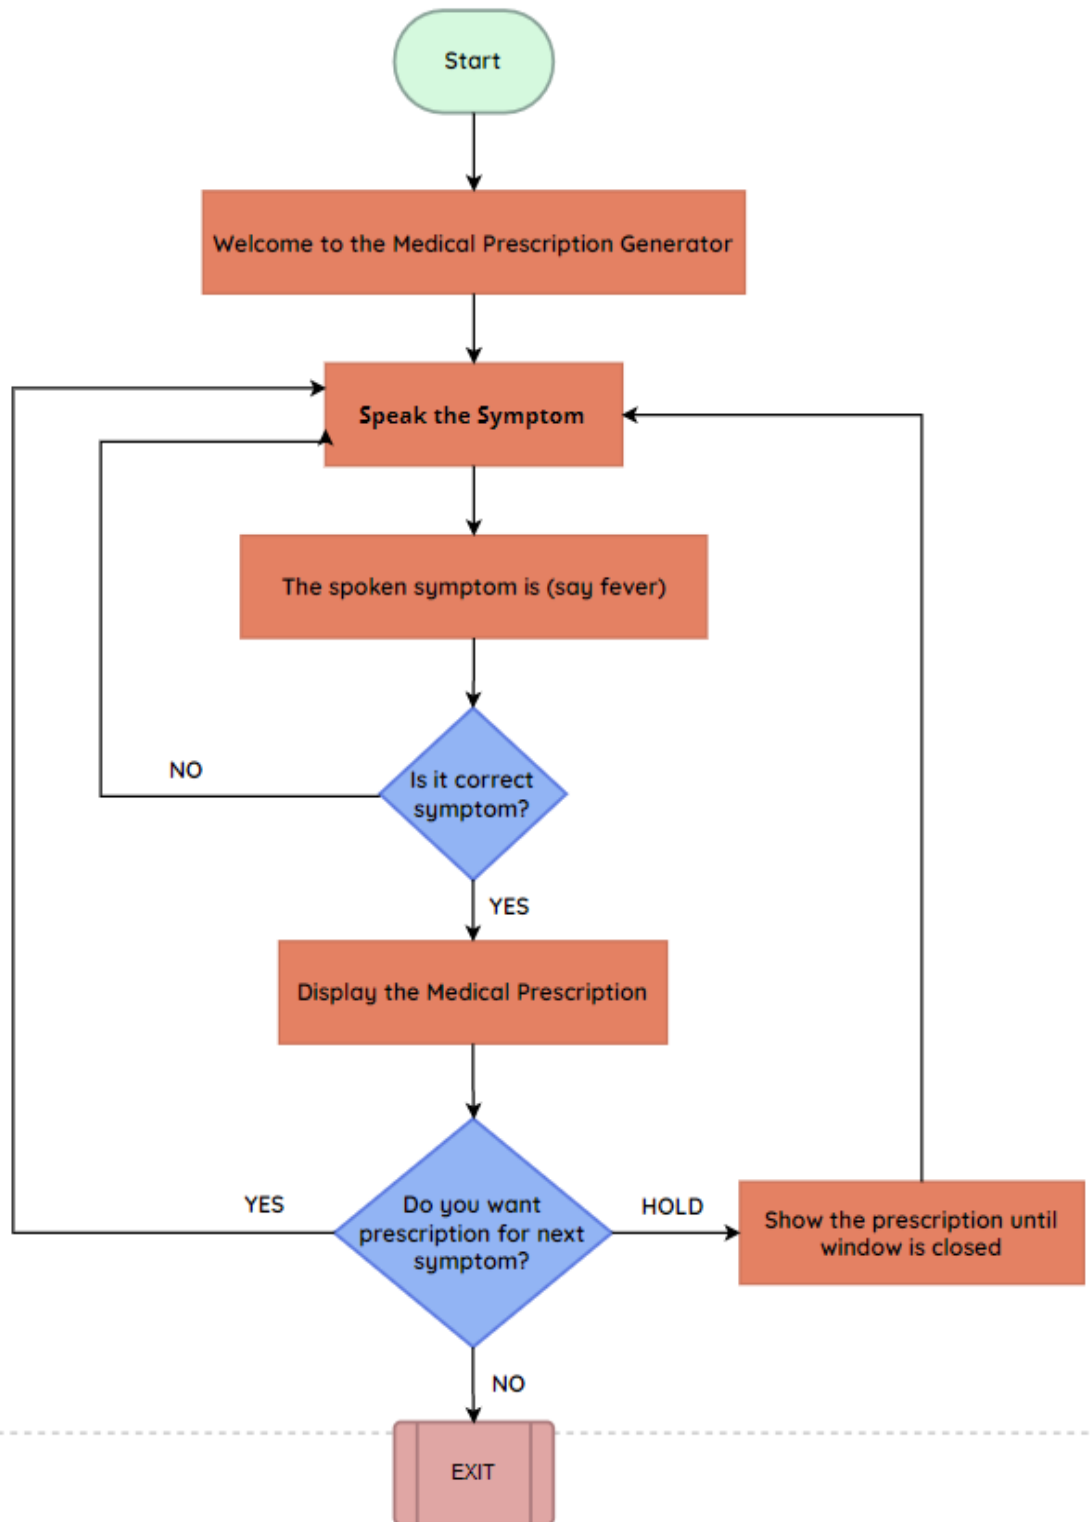 Start
Welcome to the Medical Prescription Generator
Speak the Symptom
The spoken symptom is (say fever)
Is it correct
symptom?
NO
YES
Display the Medical Prescription
Do you want
prescription for next
symptom?
YES
HOLD
Show the prescription until
window is closed
NO
EXIT